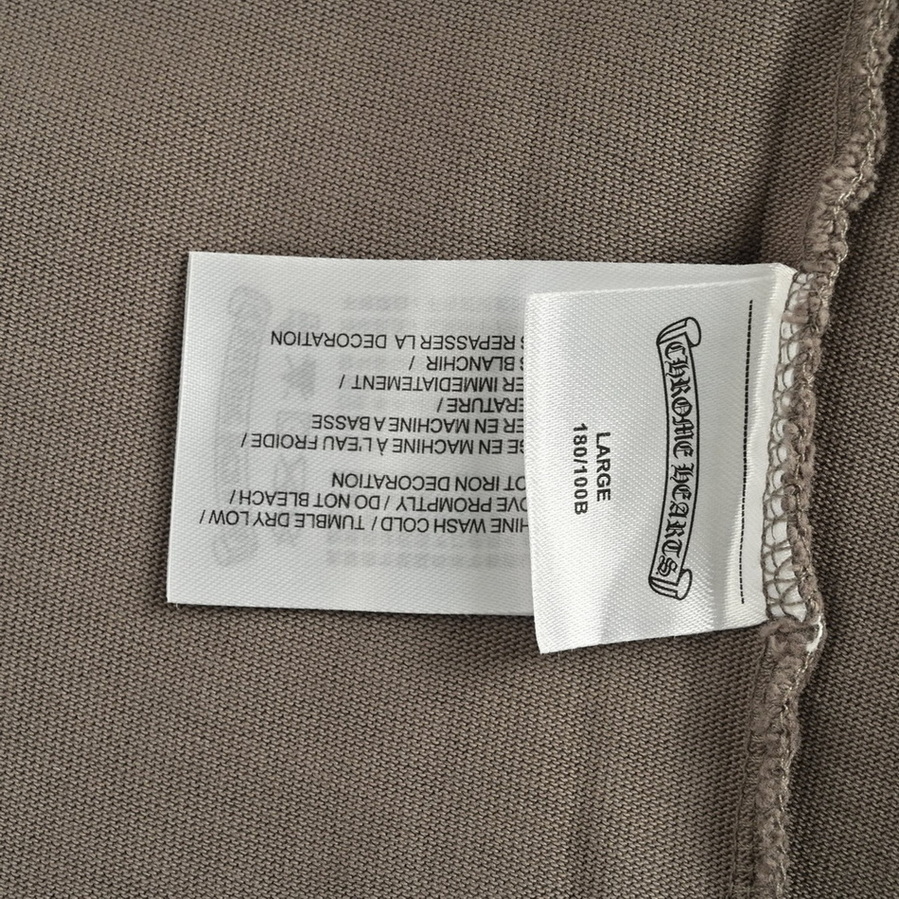 CHROME HEARTS
LARGE
180/100B
HINE WASH COLD / TUMBLE DRY LOW /
OVE PROMPTLY / DO NOT BLEACH /
OT IRON DECORATION
GE EN MACHINE À L'EAU FROIDE /
ER EN MACHINE A BASSE
ERATURE /
ER IMMEDIATEMENT /
S BLANCHIR /
S REPASSER LA DECORATION